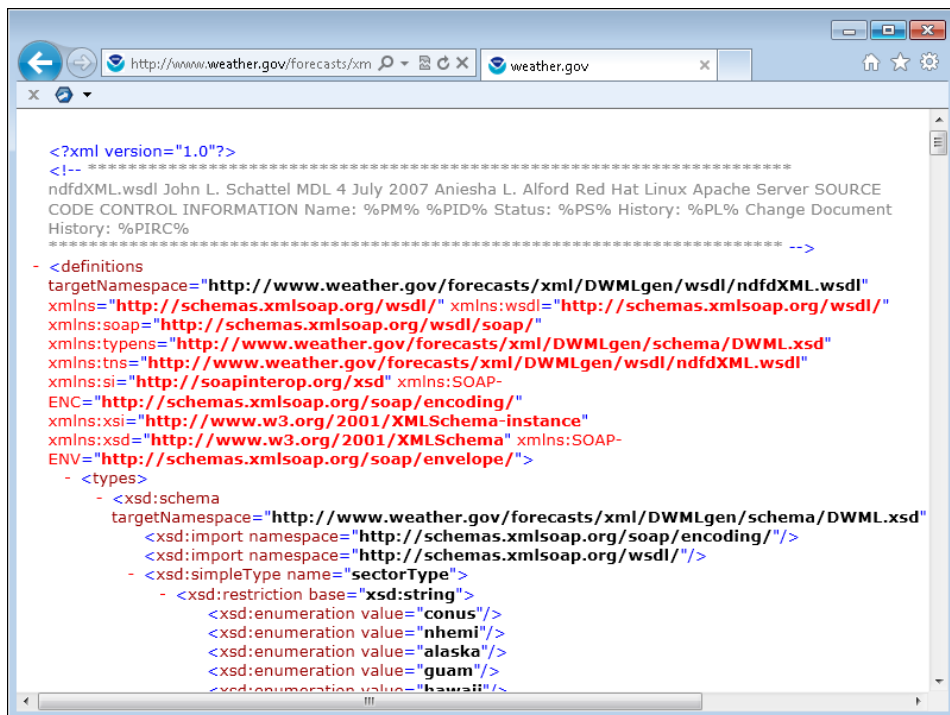 http://www.weather.gov/forecasts/xm
weather.gov
<?xml version="1.0"?>
<!-- *************************************************************************
ndfdXML.wsdl John L. Schattel MDL 4 July 2007 Aniesha L. Alford Red Hat Linux Apache Server SOURCE
CODE CONTROL INFORMATION Name: %PM% %PID% Status: %PS% History: %PL% Change Document
History: %PIRC%
************************************************************************* -->
- <definitions
targetNamespace="http://www.weather.gov/forecasts/xml/DWMLgen/wsdl/ndfdXML.wsdl"
xmlns="http://schemas.xmlsoap.org/wsdl/" xmlns:wsdl="http://schemas.xmlsoap.org/wsdl/"
xmlns:soap="http://schemas.xmlsoap.org/wsdl/soap/"
xmlns:typens="http://www.weather.gov/forecasts/xml/DWMLgen/schema/DWML.xsd"
xmlns:tns="http://www.weather.gov/forecasts/xml/DWMLgen/wsdl/ndfdXML.wsdl"
xmlns:si="http://soapinterop.org/xsd" xmlns:SOAP-
ENC="http://schemas.xmlsoap.org/soap/encoding/"
xmlns:xsi="http://www.w3.org/2001/XMLSchema-instance"
xmlns:xsd="http://www.w3.org/2001/XMLSchema" xmlns:SOAP-
ENV="http://schemas.xmlsoap.org/soap/envelope/">
- <types>
- <xsd:schema
targetNamespace="http://www.weather.gov/forecasts/xml/DWMLgen/schema/DWML.xsd"
<xsd:import namespace="http://schemas.xmlsoap.org/soap/encoding/"/>
<xsd:import namespace="http://schemas.xmlsoap.org/wsdl/"/>
- <xsd:simpleType name="sectorType">
- <xsd:restriction base="xsd:string">
<xsd:enumeration value="conus"/>
<xsd:enumeration value="nhemi"/>
<xsd:enumeration value="alaska"/>
<xsd:enumeration value="guam"/>
<xsd:enumeration value="hawaii"/>